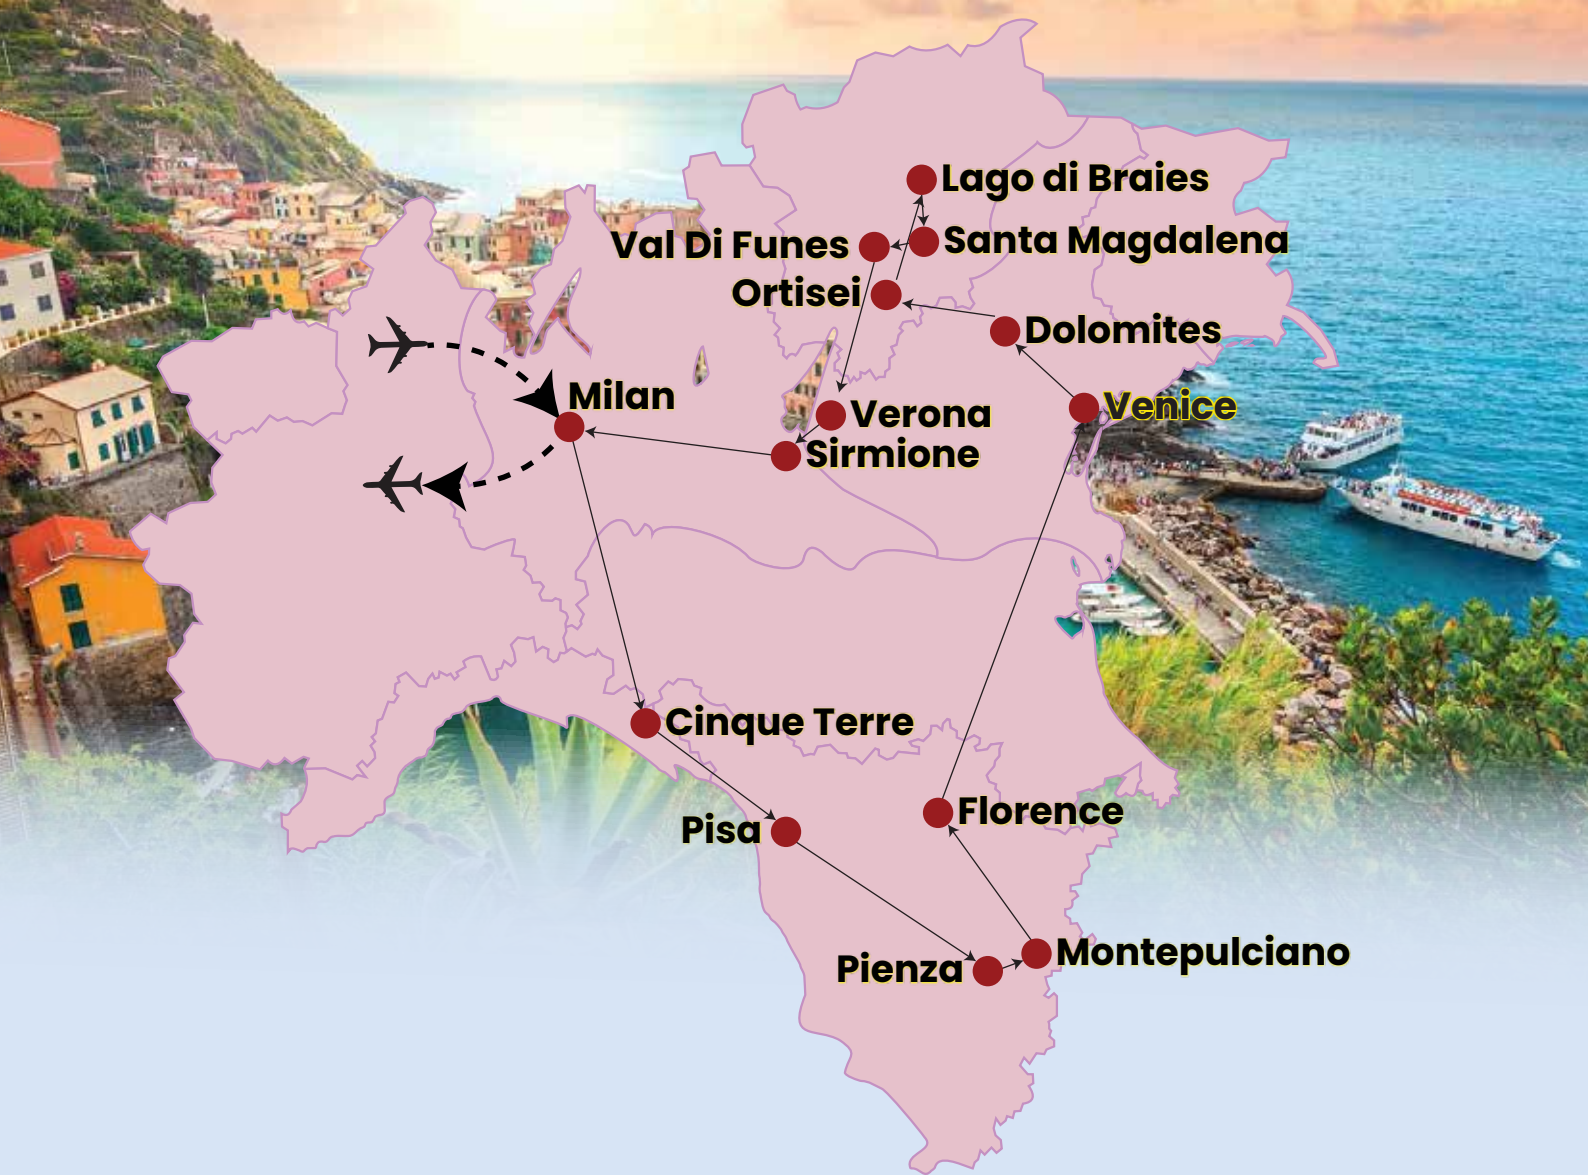 Lago di Braies
Val Di Funes
Santa Magdalena
Ortisei
Dolomites
Milan
Verona
Venice
Sirmione
Cinque Terre
Pisa
Florence
Pienza
Montepulciano